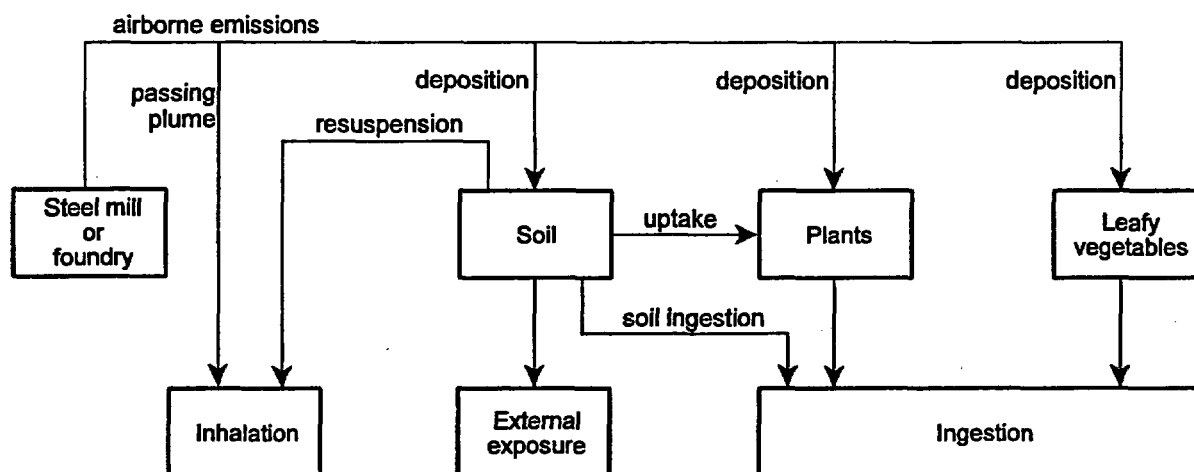 airborne emissions
passing
plume
deposition
deposition
deposition
resuspension
Steel mill
or
foundry
Soil
uptake
Plants
Leafy
vegetables
soil ingestion
Inhalation
External
exposure
Ingestion